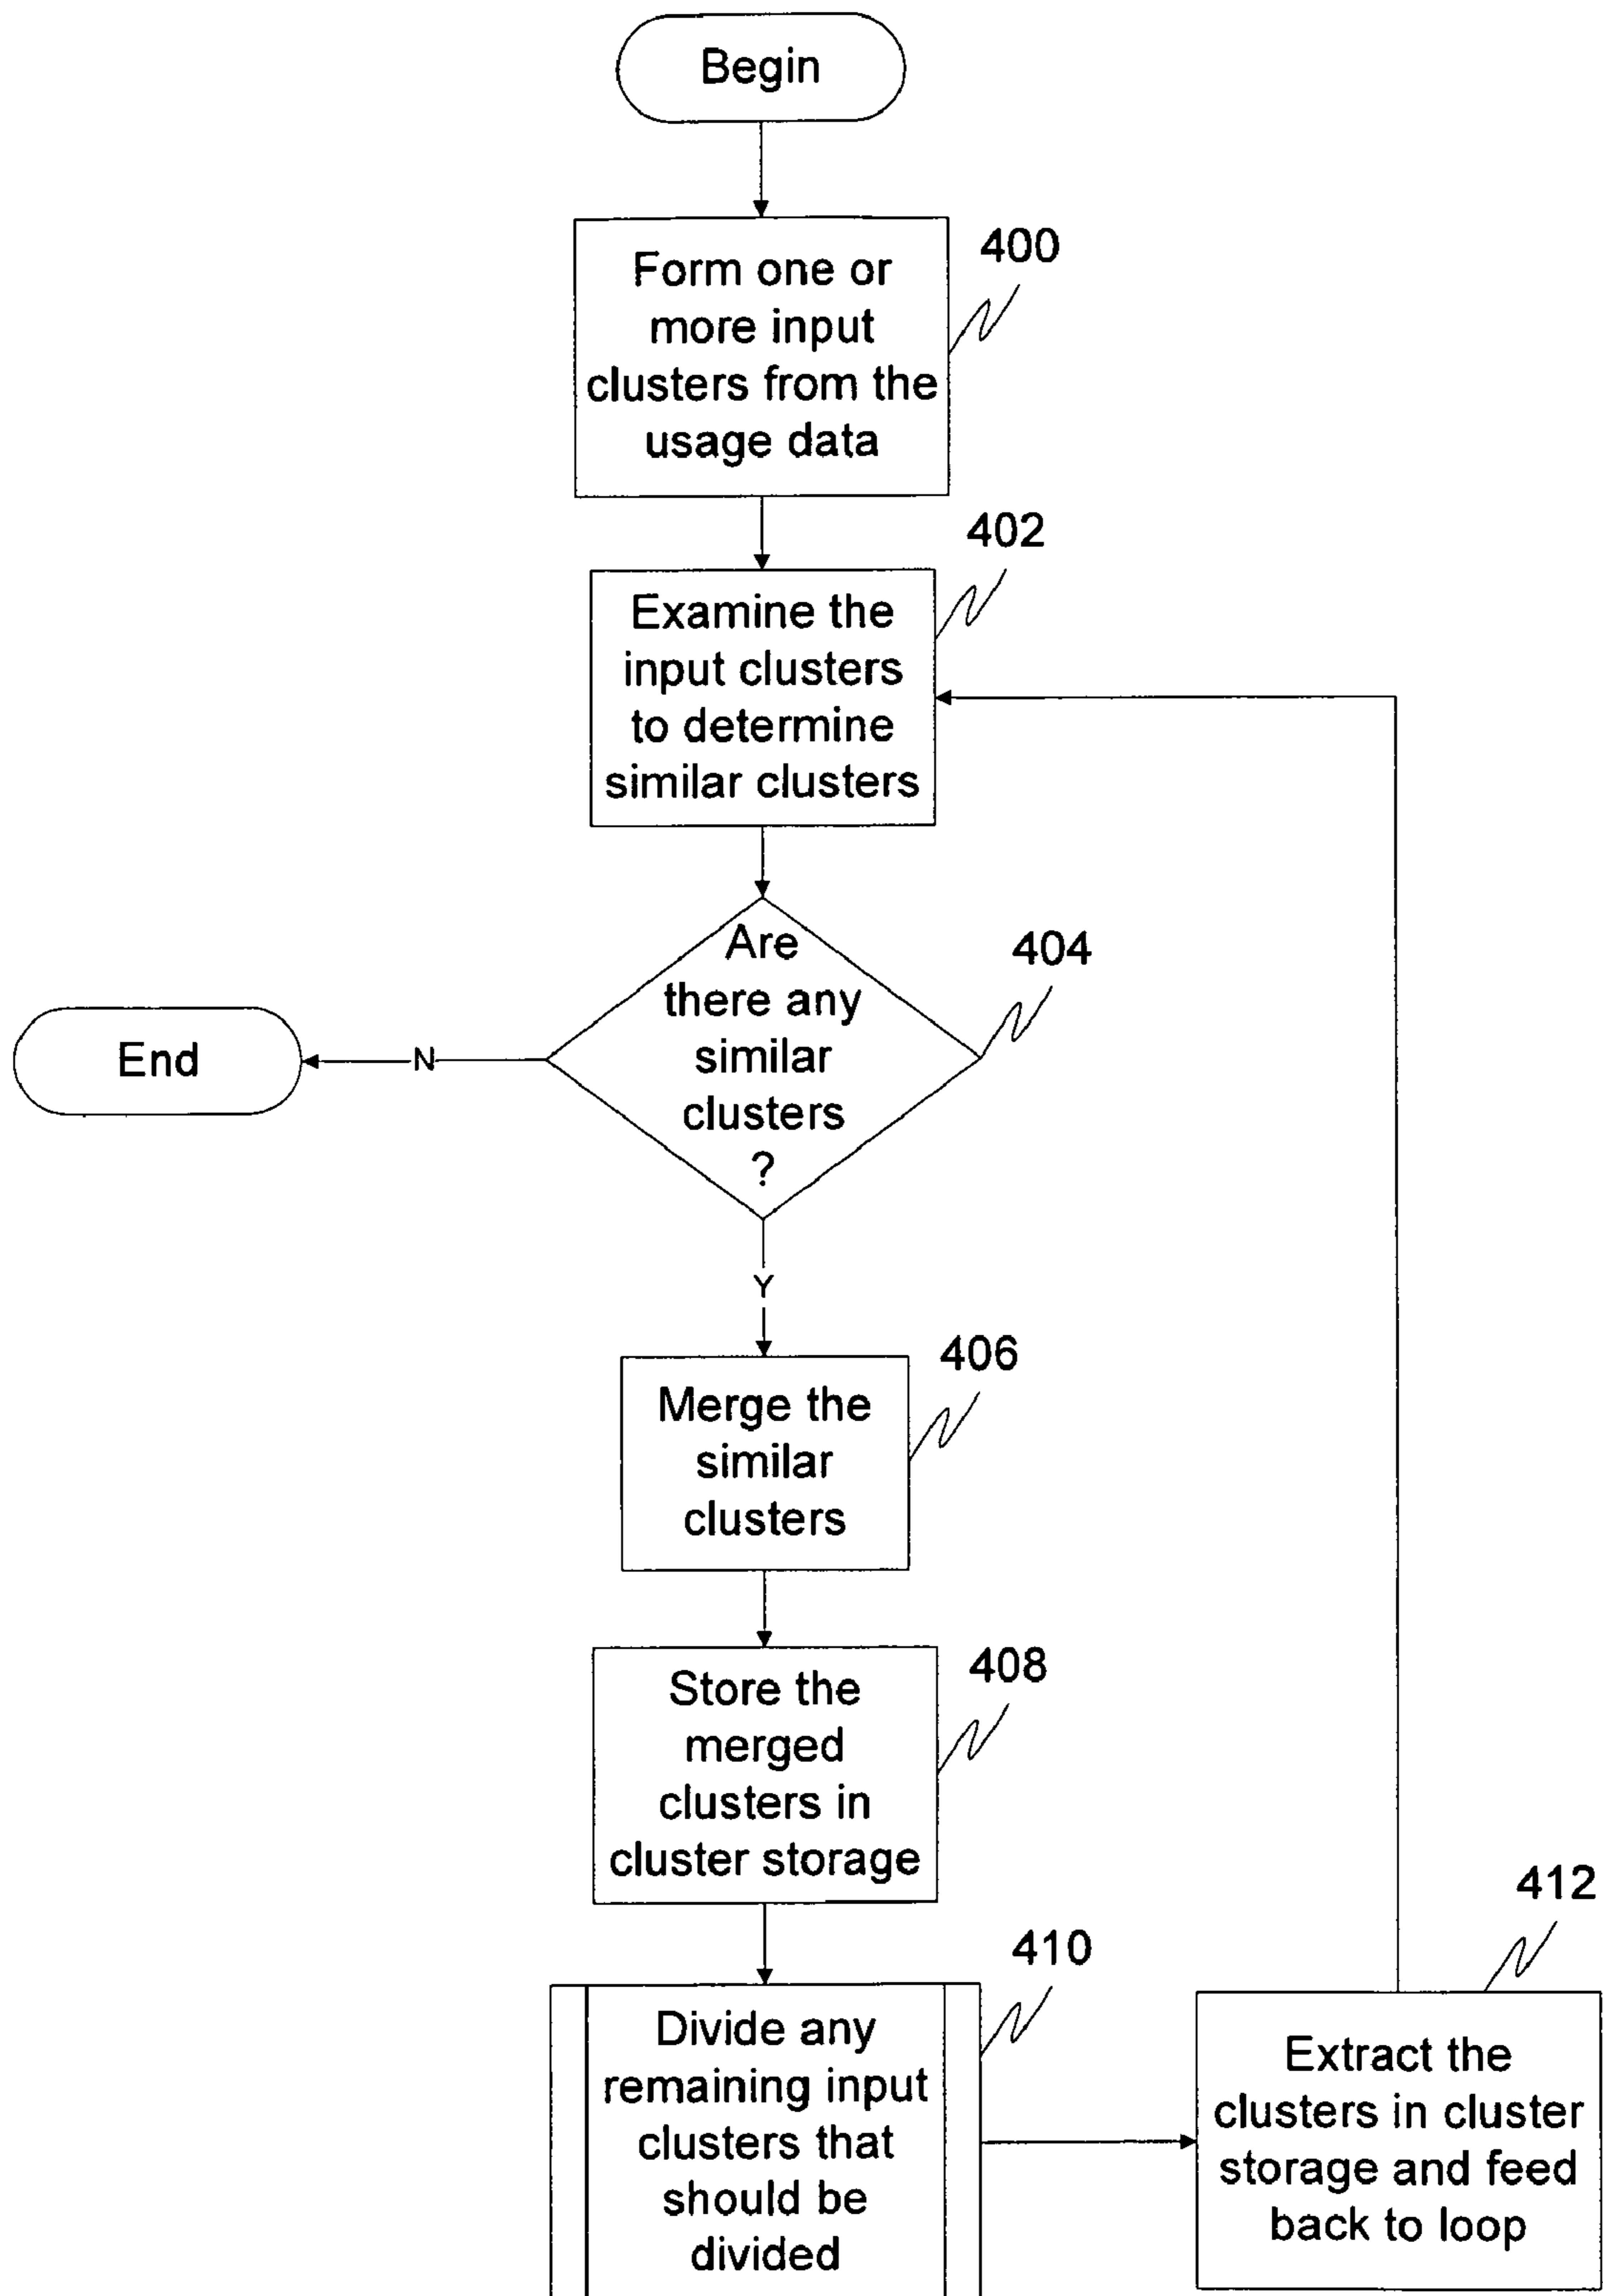 Begin
400
Form one or
more input
clusters from the
usage data
402
Examine the
input clusters
to determine
similar clusters
404
Are
there any
similar
clusters
?
End
N
Y
406
Merge the
similar
clusters
408
Store the
merged
clusters in
cluster storage
410
Divide any
remaining input
clusters that
should be
divided
412
Extract the
clusters in cluster
storage and feed
back to loop